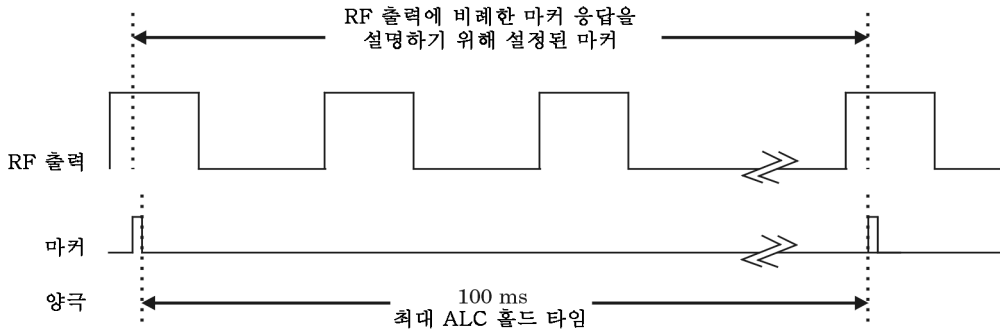 RF 출력에 비례한 마커 응답을
설명하기 위해 설정된 마커
RF 출력
마커
양극
100 ms
최대 ALC 홀드 타임